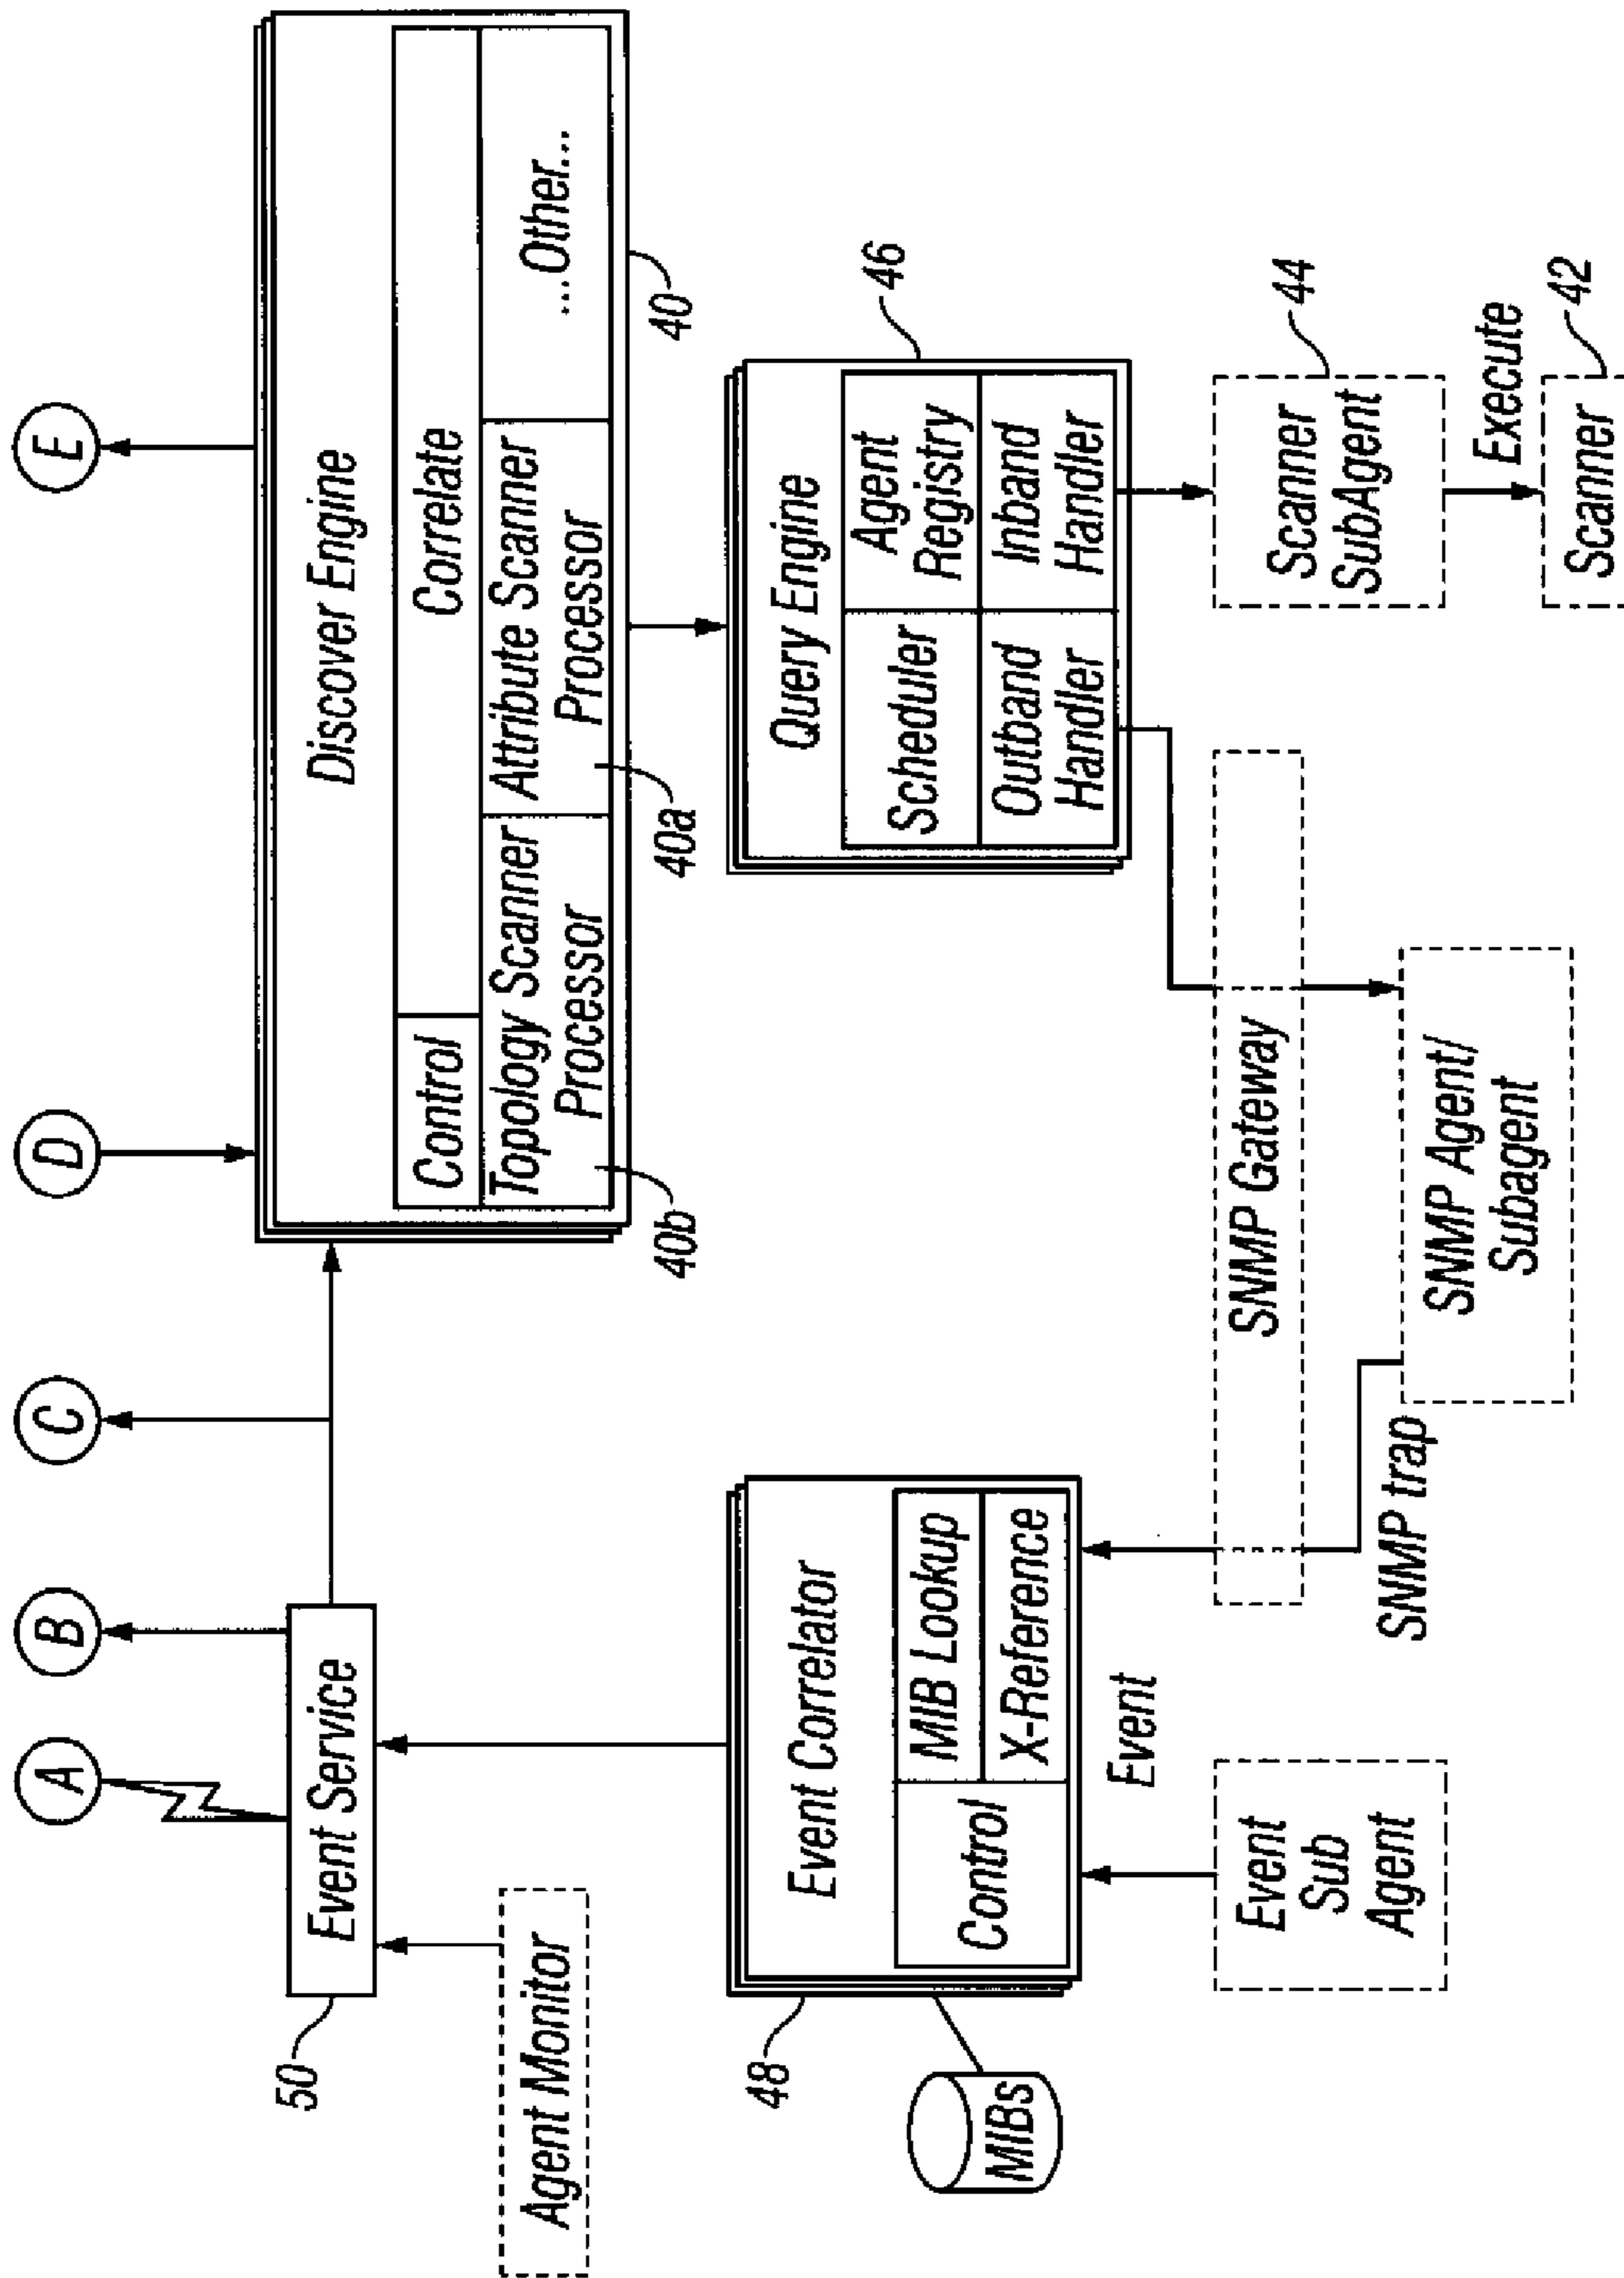 A
B
C
D
E
50
Event Service
Agent Monitor
Discover Engine
Control
Correlate
Topology Scanner
Processor
Attribute Scanner
Processor
...Other...
40b
40a
40
48
Event Correlator
Control
MIB Lookup
X-Reference
MIBs
Event
Event
Sub
Agent
SNMP trap
SNMP Gateway
SNMP Agent/
Subagent
Query Engine
Scheduler
Agent
Registry
Outband
Handler
Inband
Handler
46
Scanner
SubAgent
44
Execute
Scanner
42